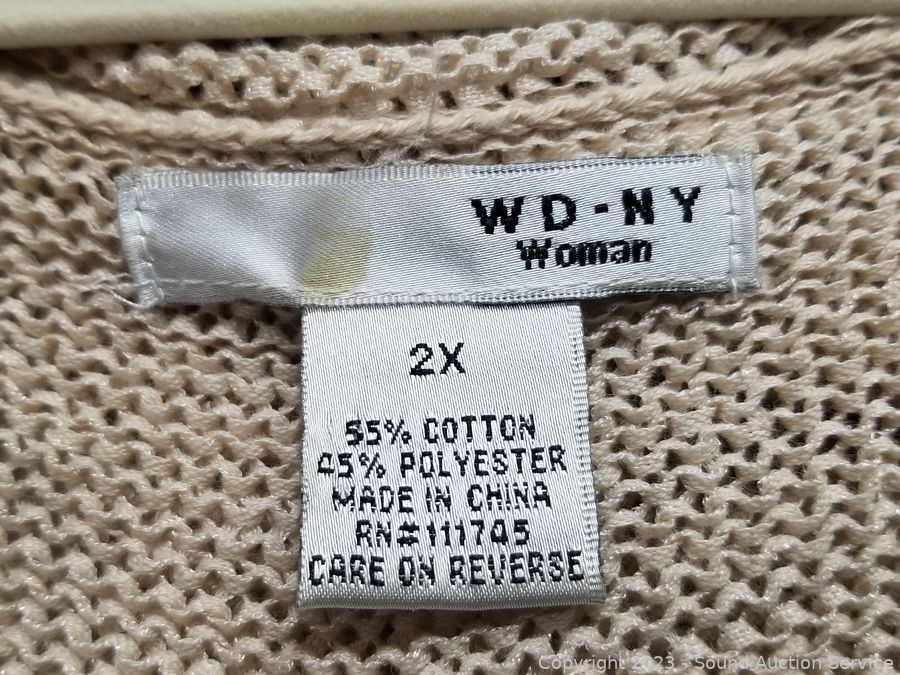 WD-NY
Woman
2X
55% COTTON
45% POLYESTER
MADE IN CHINA
RN#111745
CARE ON REVERSE
Copyright 2023 - Sound Auction Service